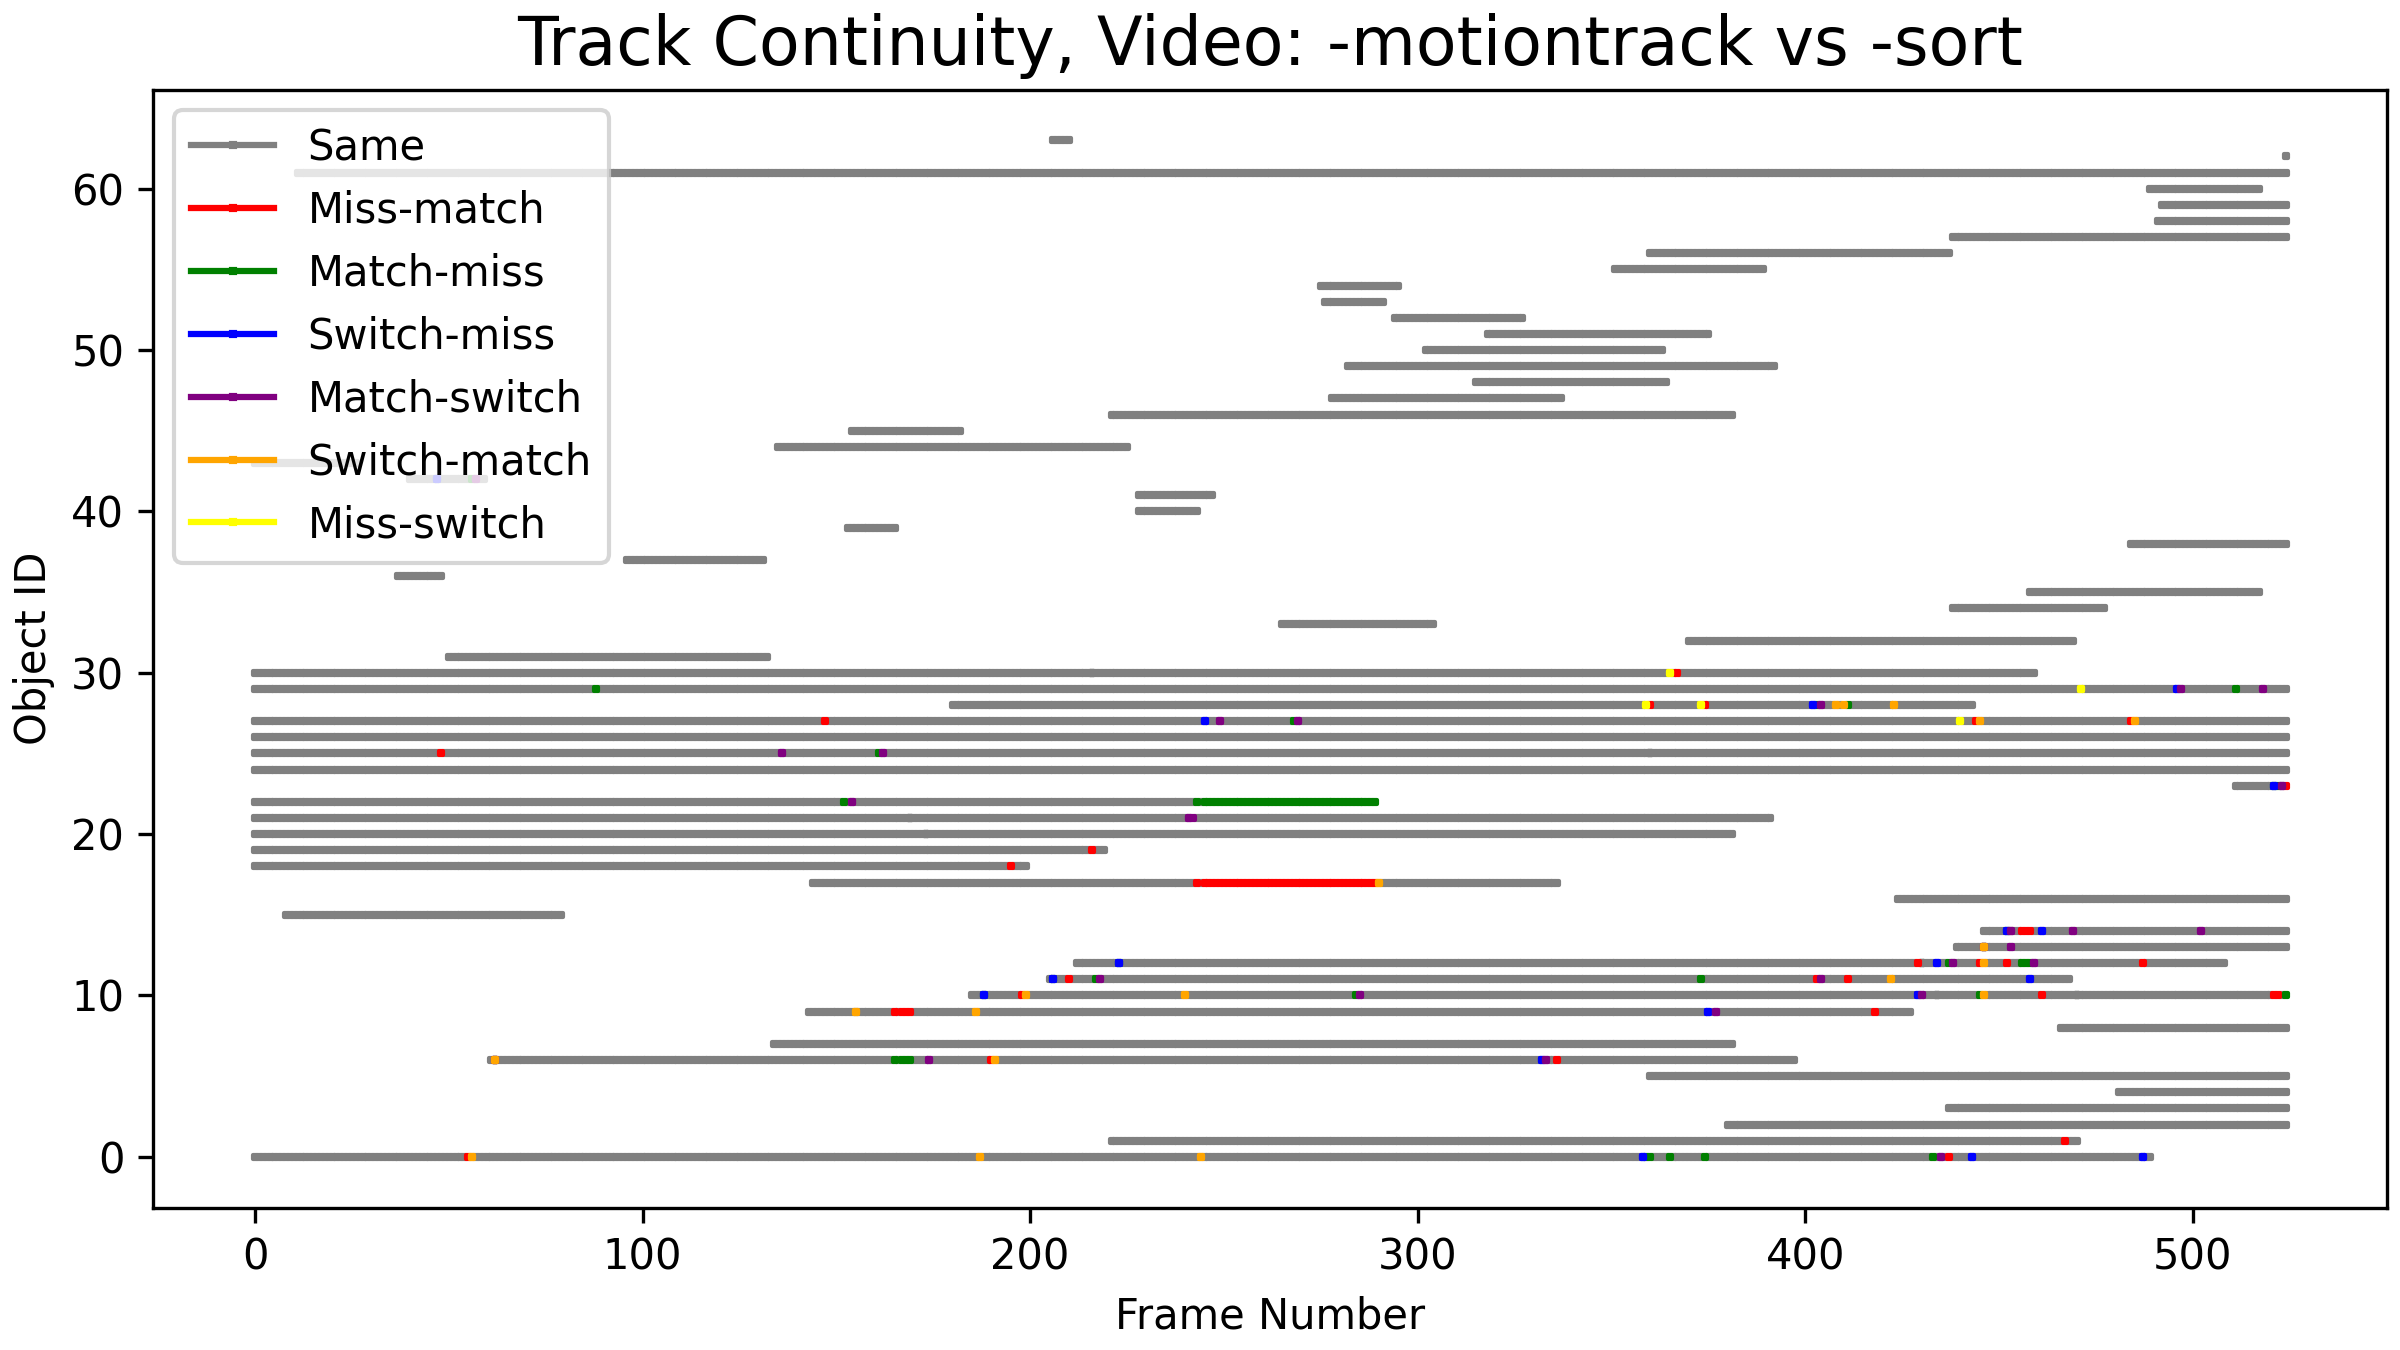 Track Continuity, Video: -motiontrack vs -sort
Same
Miss-match
Match-miss
Switch-miss
Match-switch
Switch-match
Miss-switch
60
50
40
30
20
10
0
Object ID
0 100 200 300 400 500
Frame Number